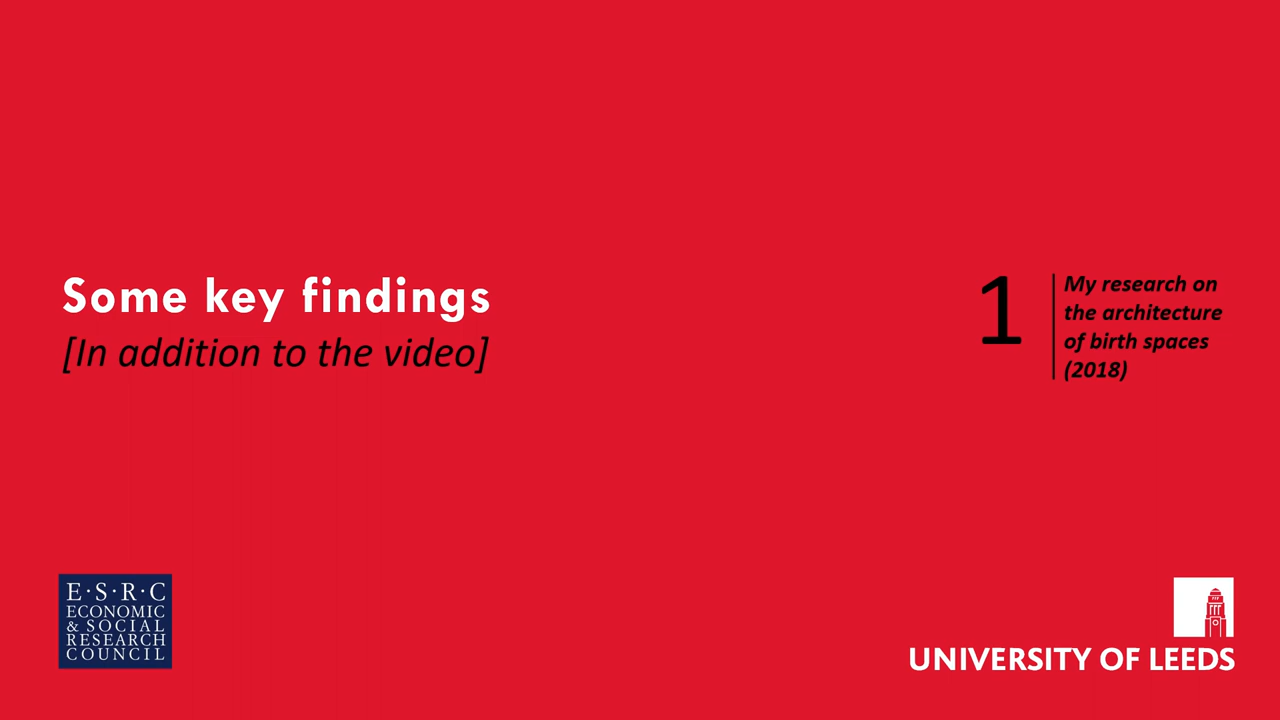 Some key findings
[In addition to the video]
1
My research on
the architecture
of birth spaces
(2018)
E·S·R·C
ECONOMIC
& SOCIAL
RESEARCH
COUNCIL
UNIVERSITY OF LEEDS